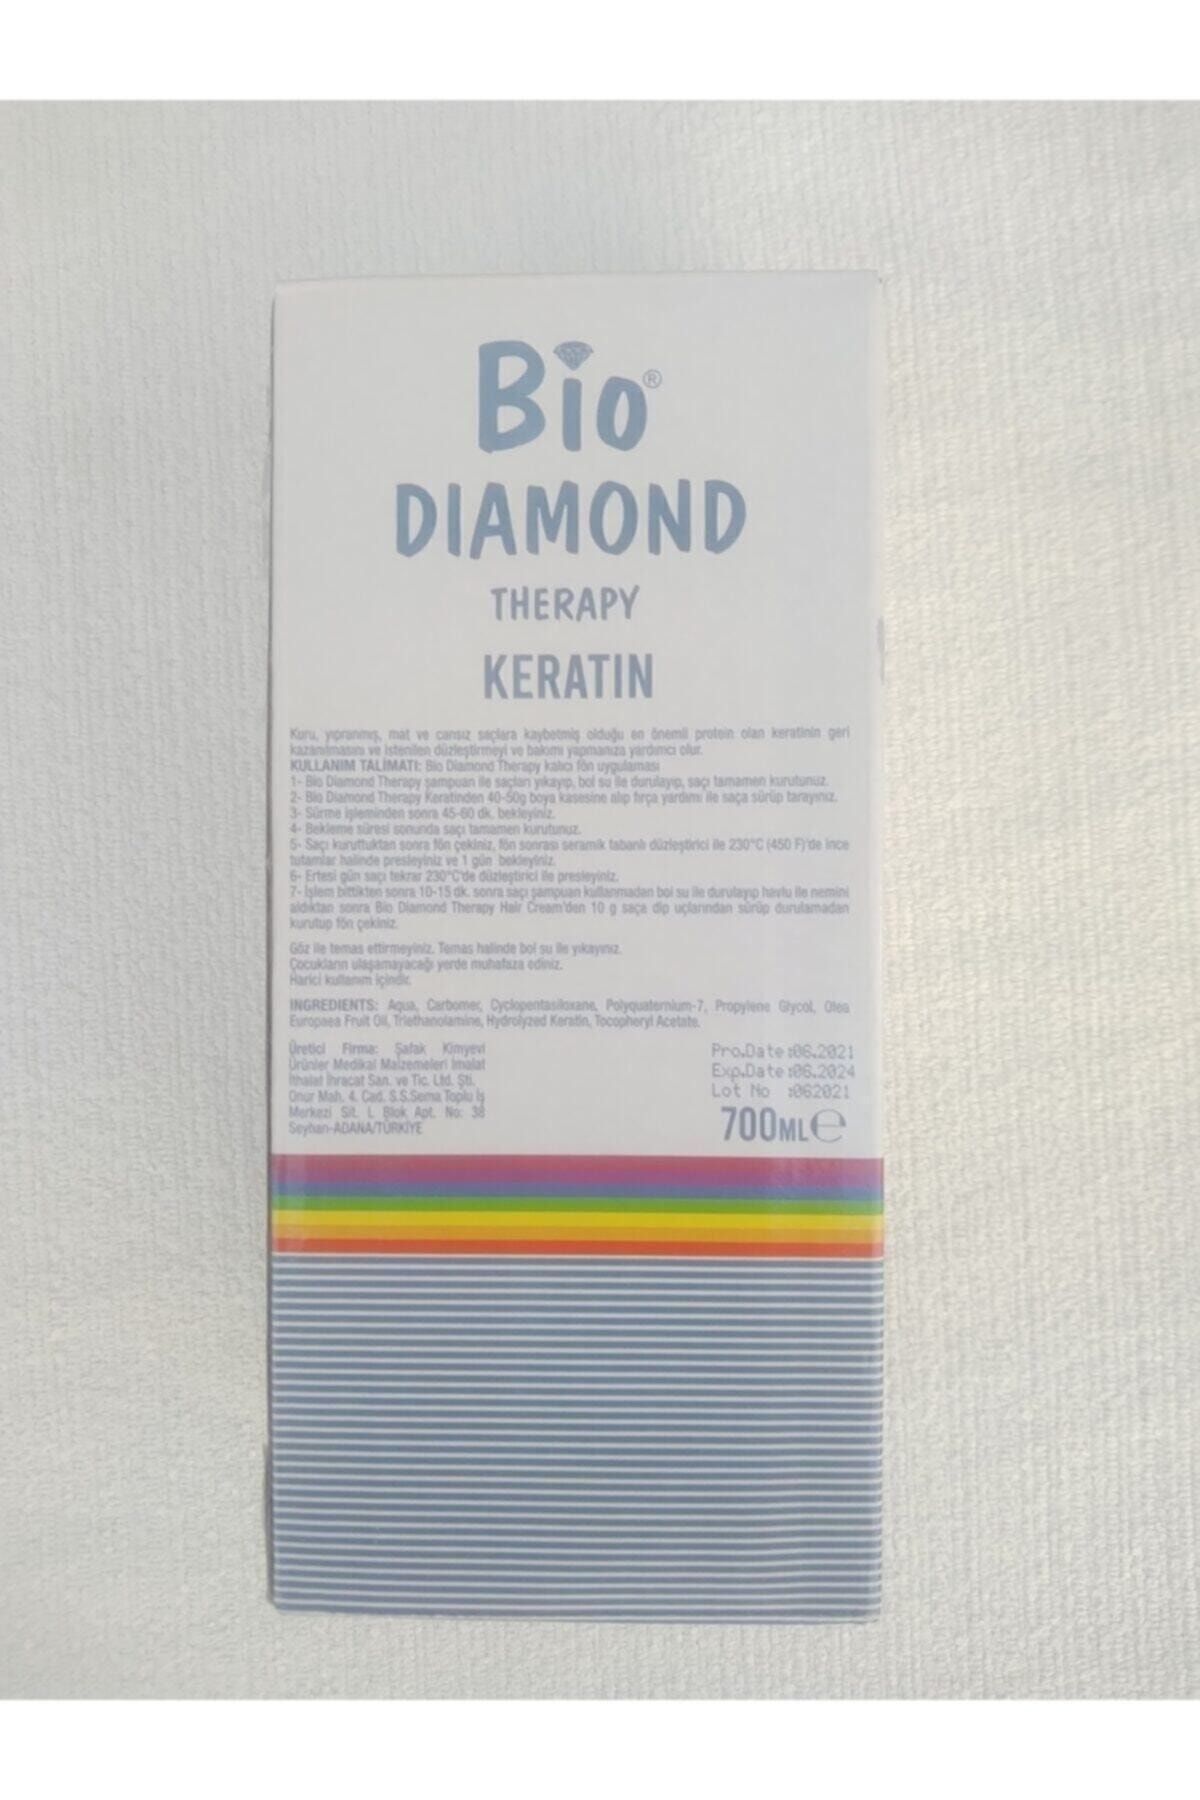 Bio®
DIAMOND
THERAPY
KERATIN
Kuru, yıpranmış, mat ve cansız saçlara kaybetmiş olduğu en önemli protein olan keratinin geri
kazanılmasını ve istenilen düzleştirmeyi ve bakımı yapmanıza yardımcı olur.
KULLANIM TALİMATI: Bio Diamond Therapy kalıcı fön uygulaması
1- Bio Diamond Therapy şampuan ile saçları yıkayıp, bol su ile durulayıp, saçı tamamen kurutunuz.
2- Bio Diamond Therapy Keratinden 40-50g boya kasesine alıp fırça yardımı ile saça sürüp tarayınız.
3- Sürme işleminden sonra 45-60 dk. bekleyiniz.
4- Bekleme süresi sonunda saçı tamamen kurutunuz.
5- Saçı kuruttuktan sonra fön çekiniz, fön sonrası seramik tabanlı düzleştirici ile 230°C (450 F)'de ince
tutamlar halinde presleyiniz ve 1 gün bekleyiniz.
6- Ertesi gün saçı tekrar 230°C'de düzleştirici ile presleyiniz.
7- İşlem bittikten sonra 10-15 dk. sonra saçı şampuan kullanmadan bol su ile durulayıp havlu ile nemini
aldıktan sonra Bio Diamond Therapy Hair Cream'den 10 g saça dip uçlarından sürüp durulamadan
kurutup fön çekiniz.
Göz ile temas ettirmeyiniz. Temas halinde bol su ile yıkayınız.
Çocukların ulaşamayacağı yerde muhafaza ediniz.
Harici kullanım içindir.
INGREDIENTS: Aqua, Carbomer, Cyclopentasiloxane, Polyquaternium-7, Propylene Glycol, Olea
Europaea Fruit Oil, Triethanolamine, Hydrolyzed Keratin, Tocopheryl Acetate.
Üretici Firma: Şafak Kimyevi
Ürünler Medikal Malzemeleri İmalat
İthalat İhracat San. ve Tic. Ltd. Şti.
Onur Mah. 4. Cad. S.S.Sema Toplu İş
Merkezi Sit. L Blok Apt. No: 38
Seyhan-ADANA/TÜRKİYE
Pro.Date :06.2021
Exp.Date :06.2024
Lot No :062021
700ML ℮